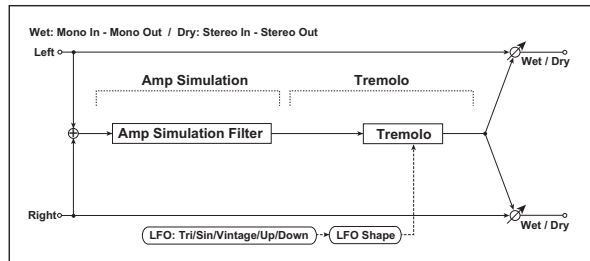 Wet: Mono In - Mono Out / Dry: Stereo In - Stereo Out
Left
Wet / Dry
Amp Simulation
Tremolo
Amp Simulation Filter
Tremolo
Right
Wet / Dry
LFO: Tri/Sin/Vintage/Up/Down
LFO Shape